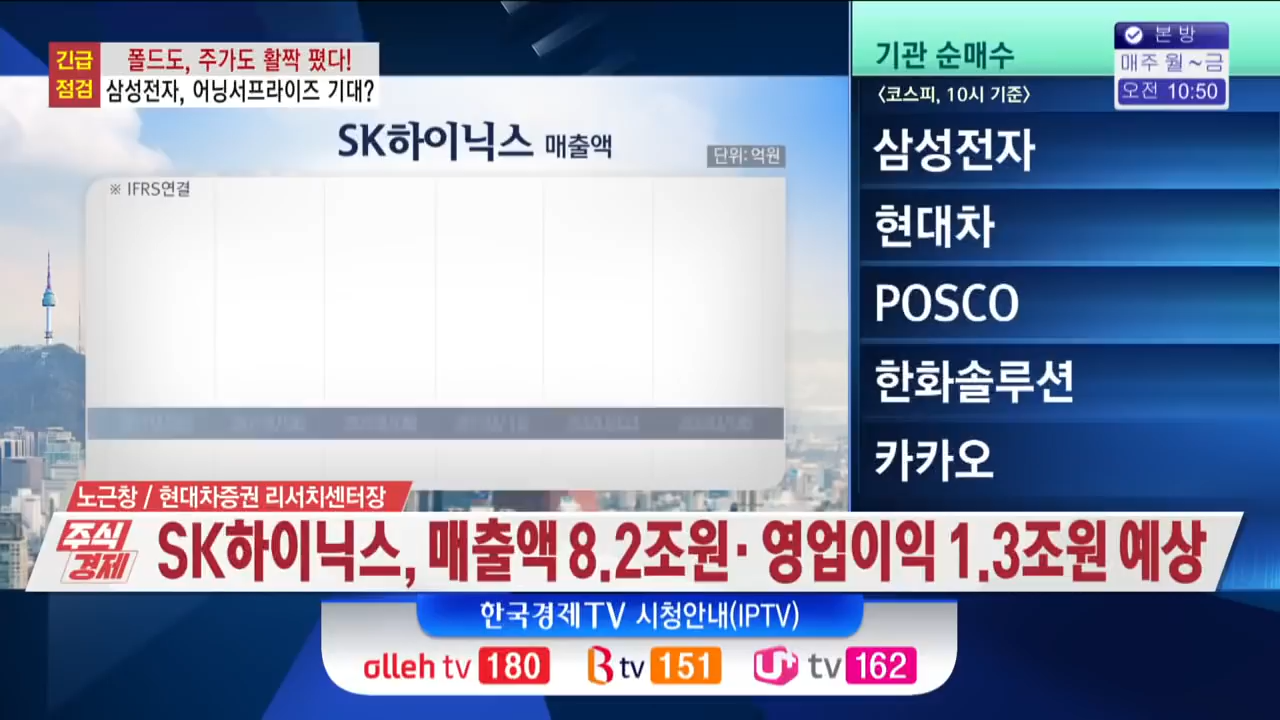 긴급
점검
폴드도, 주가도 활짝 폈다!
삼성전자, 어닝서프라이즈 기대?
SK하이닉스 매출액
단위: 억원
※ IFRS연결
기관 순매수
〈코스피, 10시 기준〉
본 방
매주 월~금
오전 10:50
삼성전자
현대차
POSCO
한화솔루션
카카오
노근창 / 현대차증권 리서치센터장
주식
경제
SK하이닉스, 매출액 8.2조원· 영업이익 1.3조원 예상
한국경제TV 시청안내(IPTV)
alleh tv 180
B tv 151
U+ tv 162